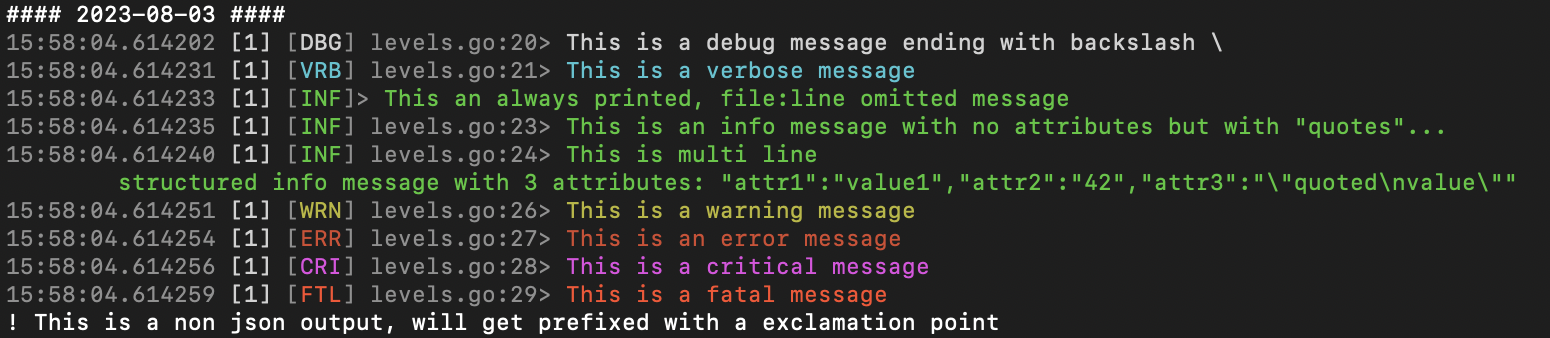 #### 2023-08-03 ####
15:58:04.614202 [1] [DBG] levels.go:20> This is a debug message ending with backslash \
15:58:04.614231 [1] [VRB] levels.go:21> This is a verbose message
15:58:04.614233 [1] [INF]> This an always printed, file:line omitted message
15:58:04.614235 [1] [INF] levels.go:23> This is an info message with no attributes but with "quotes"...
15:58:04.614240 [1] [INF] levels.go:24> This is multi line
        structured info message with 3 attributes: "attr1":"value1","attr2":"42","attr3":"\"quoted\nvalue\""
15:58:04.614251 [1] [WRN] levels.go:26> This is a warning message
15:58:04.614254 [1] [ERR] levels.go:27> This is an error message
15:58:04.614256 [1] [CRI] levels.go:28> This is a critical message
15:58:04.614259 [1] [FTL] levels.go:29> This is a fatal message
! This is a non json output, will get prefixed with a exclamation point